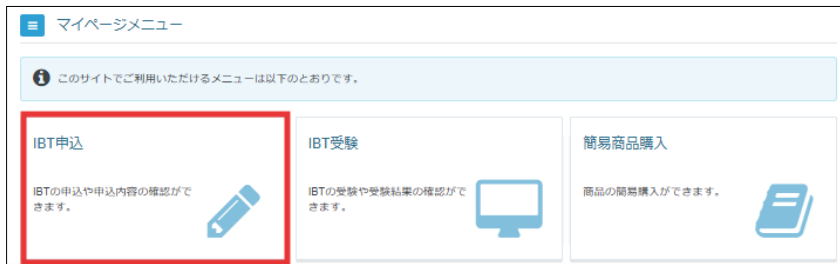 マイページメニュー
このサイトでご利用いただけるメニューは以下のとおりです。
IBT申込
IBTの申込や申込内容の確認がで
きます。
IBT受験
IBTの受験や受験結果の確認がで
きます。
簡易商品購入
商品の簡易購入ができます。